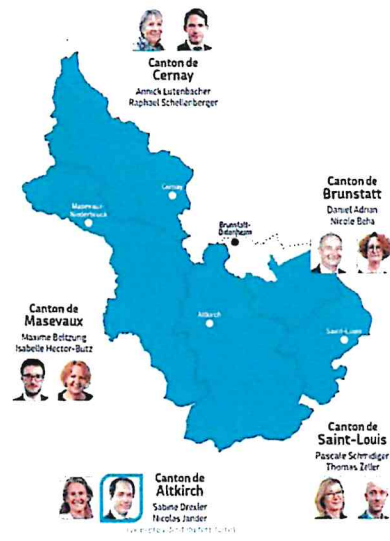 Canton de
Cernay
Annick Lutenbacher
Raphael Schellenberger
Cernay
Masevaux-
Niederbruck
Brunstatt-
Didenheim
Canton de
Brunstatt
Daniel Adrian
Nicole Beha
Altkirch
Saint-Louis
Canton de
Masevaux
Maxime Beltzung
Isabelle Hector-Butz
Canton de
Saint-Louis
Pascale Schmidiger
Thomas Zeller
Canton de
Altkirch
Sabine Drexler
Nicolas Jander